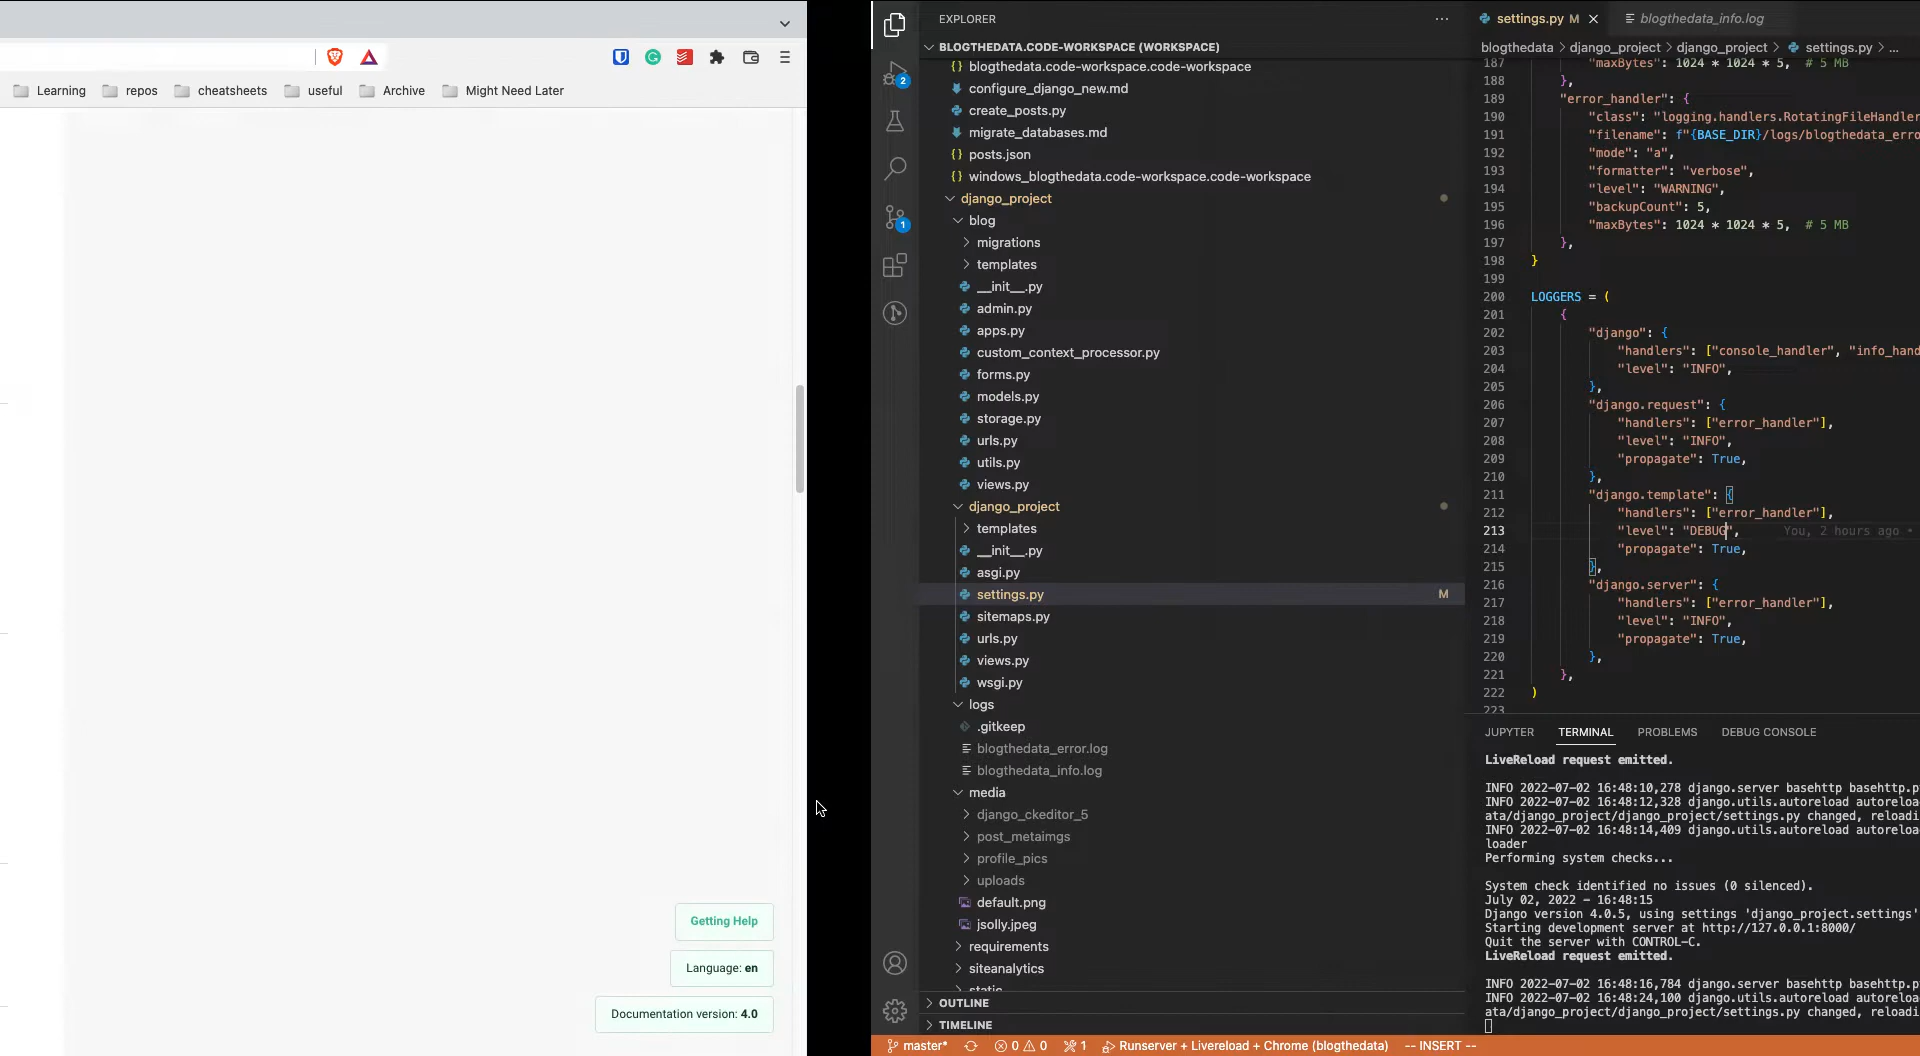 Learning
repos
cheatsheets
useful
Archive
Might Need Later
Getting Help
Language: en
Documentation version: 4.0
EXPLORER
BLOGTHEDATA.CODE-WORKSPACE (WORKSPACE)
{} blogthedata.code-workspace.code-workspace
configure_django_new.md
create_posts.py
migrate_databases.md
{} posts.json
{} windows_blogthedata.code-workspace.code-workspace
django_project
blog
migrations
templates
__init__.py
admin.py
apps.py
custom_context_processor.py
forms.py
models.py
storage.py
urls.py
utils.py
views.py
django_project
templates
__init__.py
asgi.py
settings.py M
sitemaps.py
urls.py
views.py
wsgi.py
logs
.gitkeep
blogthedata_error.log
blogthedata_info.log
media
django_ckeditor_5
post_metaimgs
profile_pics
uploads
default.png
jsolly.jpeg
requirements
siteanalytics
static
OUTLINE
TIMELINE
2
1
settings.py M
blogthedata_info.log
blogthedata > django_project > django_project > settings.py > ...
187 "maxBytes": 1024 * 1024 * 5, # 5 MB
188 },
189 "error_handler": {
190 "class": "logging.handlers.RotatingFileHandler
191 "filename": f"{BASE_DIR}/logs/blogthedata_erro
192 "mode": "a",
193 "formatter": "verbose",
194 "level": "WARNING",
195 "backupCount": 5,
196 "maxBytes": 1024 * 1024 * 5, # 5 MB
197 },
198 }
199
200 LOGGERS = (
201 {
202 "django": {
203 "handlers": ["console_handler", "info_hand
204 "level": "INFO",
205 },
206 "django.request": {
207 "handlers": ["error_handler"],
208 "level": "INFO",
209 "propagate": True,
210 },
211 "django.template": {
212 "handlers": ["error_handler"],
213 "level": "DEBUG", You, 2 hours ago •
214 "propagate": True,
215 },
216 "django.server": {
217 "handlers": ["error_handler"],
218 "level": "INFO",
219 "propagate": True,
220 },
221 },
222 )
223
JUPYTER
TERMINAL
PROBLEMS
DEBUG CONSOLE
LiveReload request emitted.
INFO 2022-07-02 16:48:10,278 django.server basehttp basehttp.p
INFO 2022-07-02 16:48:12,328 django.utils.autoreload autoreloa
ata/django_project/django_project/settings.py changed, reloadi
INFO 2022-07-02 16:48:14,409 django.utils.autoreload autoreloa
loader
Performing system checks...
System check identified no issues (0 silenced).
July 02, 2022 - 16:48:15
Django version 4.0.5, using settings 'django_project.settings'
Starting development server at http://127.0.0.1:8000/
Quit the server with CONTROL-C.
LiveReload request emitted.
INFO 2022-07-02 16:48:16,784 django.server basehttp basehttp.p
INFO 2022-07-02 16:48:24,100 django.utils.autoreload autoreloa
ata/django_project/django_project/settings.py changed, reloadi
master* 0 0 1 Runserver + Livereload + Chrome (blogthedata) -- INSERT --